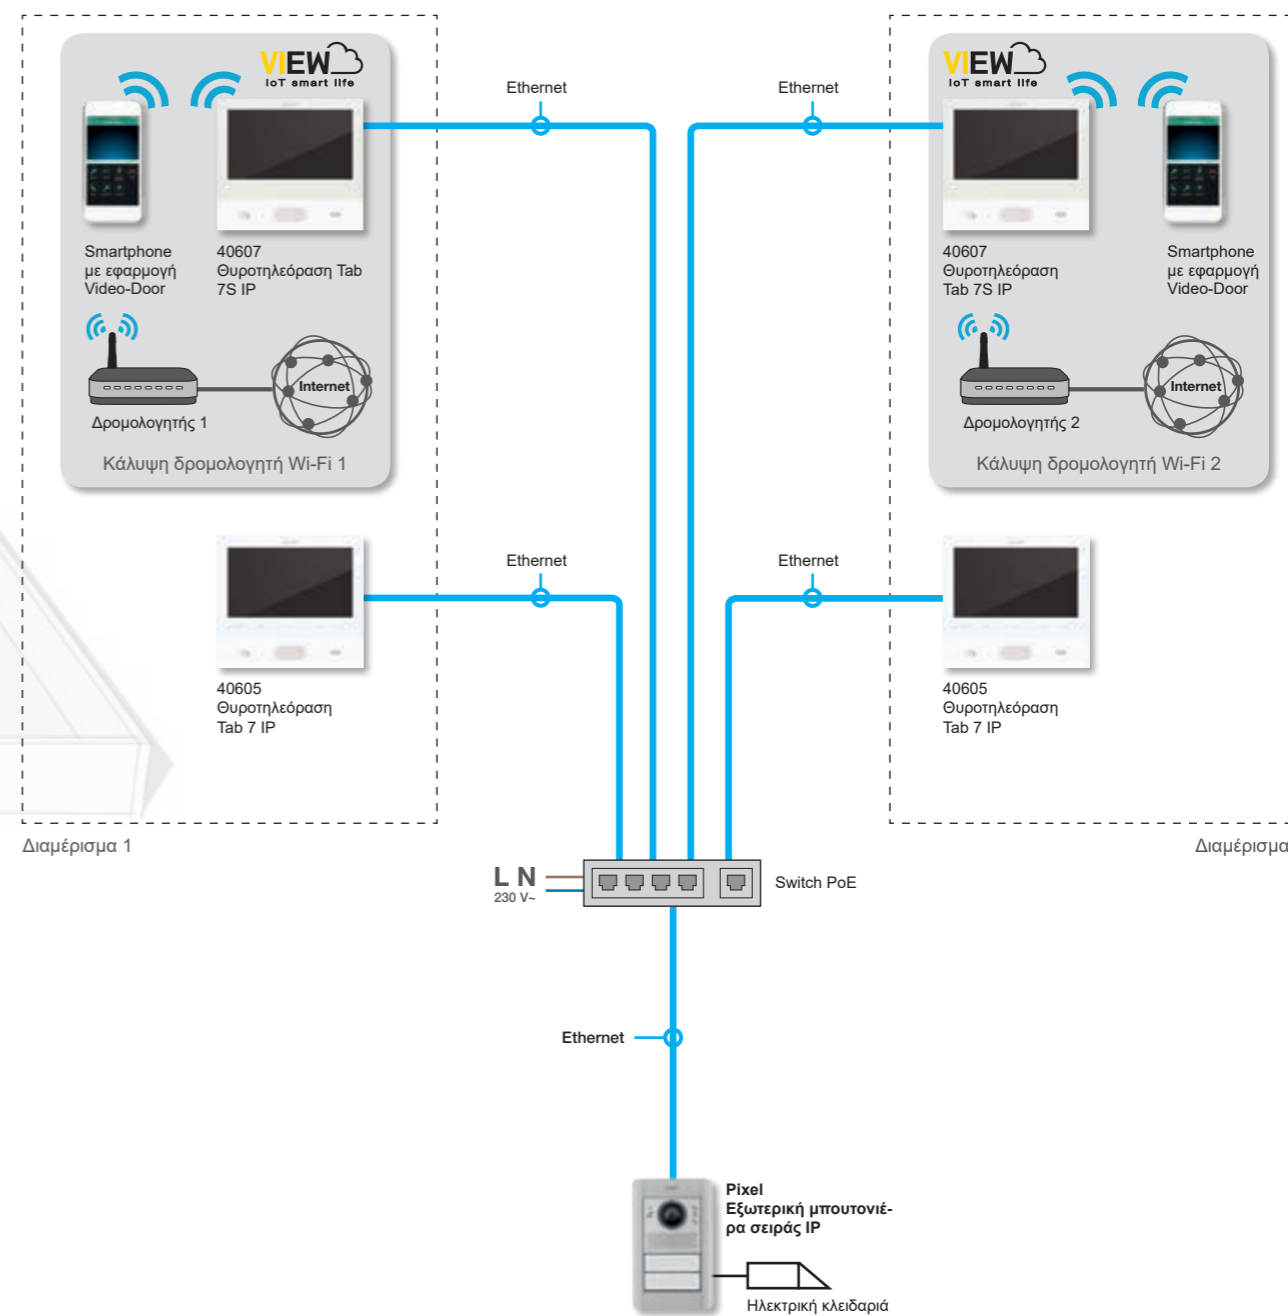 VIEW
IoT smart life
Smartphone
με εφαρμογή
Video-Door
40607
Θυροτηλεόραση Tab
7S IP
Internet
Δρομολογητής 1
Κάλυψη δρομολογητή Wi-Fi 1
40605
Θυροτηλεόραση
Tab 7 IP
Διαμέρισμα 1
Ethernet
Ethernet
Ethernet
Ethernet
VIEW
IoT smart life
40607
Θυροτηλεόραση
Tab 7S IP
Smartphone
με εφαρμογή
Video-Door
Internet
Δρομολογητής 2
Κάλυψη δρομολογητή Wi-Fi 2
40605
Θυροτηλεόραση
Tab 7 IP
Διαμέρισμα
L N
230 V~
Switch PoE
Ethernet
Pixel
Εξωτερική μπουτονιέ-
ρα σειράς IP
Ηλεκτρική κλειδαριά